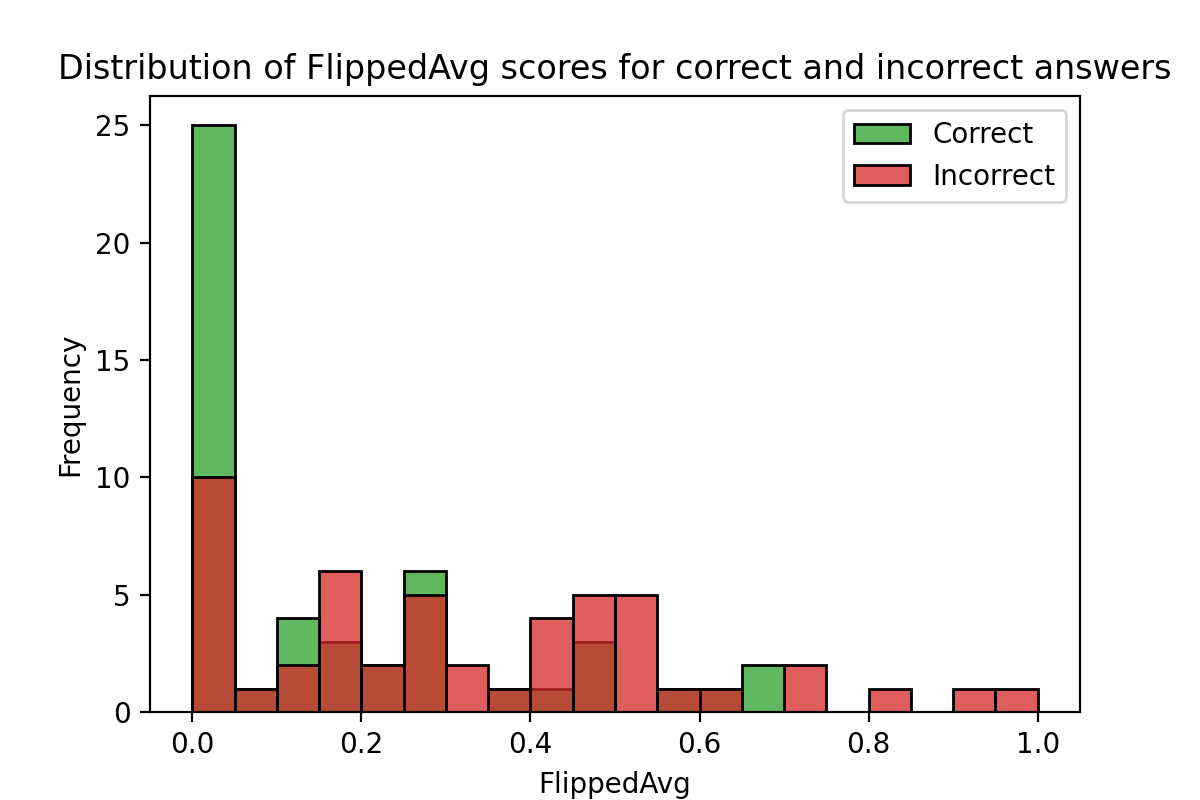 Distribution of FlippedAvg scores for correct and incorrect answers
Correct
Incorrect
Frequency
25
20
15
10
5
0
0.0 0.2 0.4 0.6 0.8 1.0
FlippedAvg